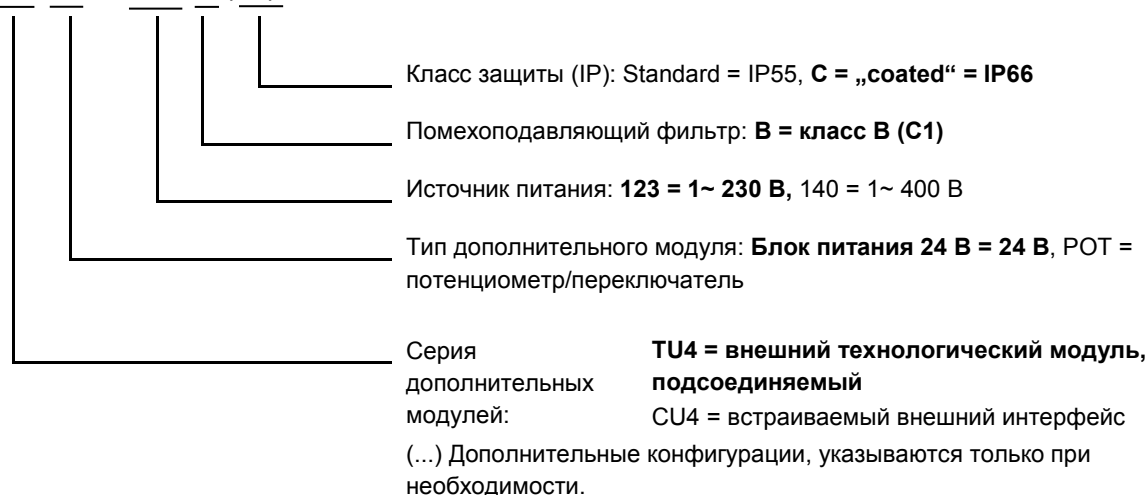 Класс защиты (IP): Standard = IP55, C = „coated“ = IP66
Помехоподавляющий фильтр: B = класс B (C1)
Источник питания: 123 = 1~ 230 В, 140 = 1~ 400 В
Тип дополнительного модуля: Блок питания 24 В = 24 В, POT =
потенциометр/переключатель
Серия
дополнительных
модулей:
TU4 = внешний технологический модуль,
подсоединяемый
CU4 = встраиваемый внешний интерфейс
(...) Дополнительные конфигурации, указываются только при
необходимости.